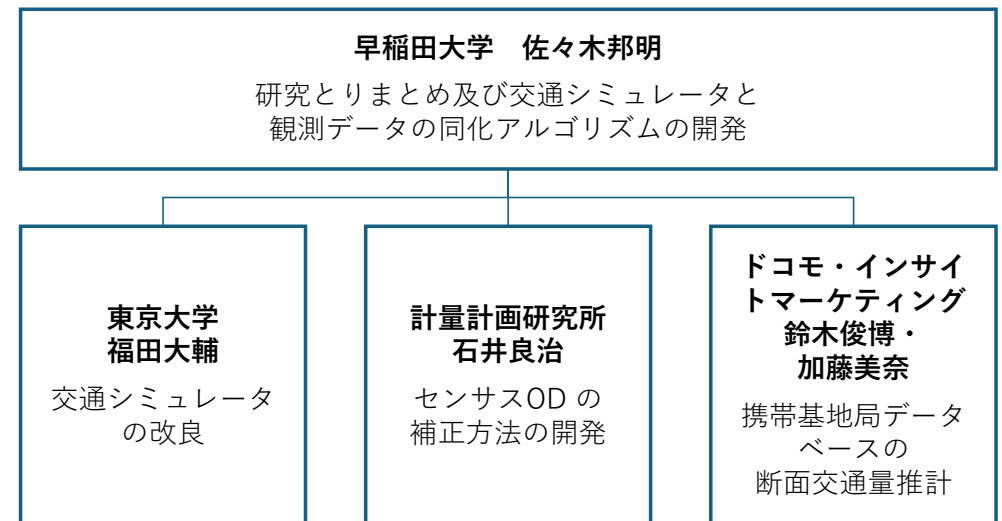 早稲田大学　佐々木邦明
研究とりまとめ及び交通シミュレータと
観測データの同化アルゴリズムの開発
東京大学
福田大輔
交通シミュレータ
の改良
計量計画研究所
石井良治
センサスOD の
補正方法の開発
ドコモ・インサイ
トマーケティング
鈴木俊博・
加藤美奈
携帯基地局データ
ベースの
断面交通量推計